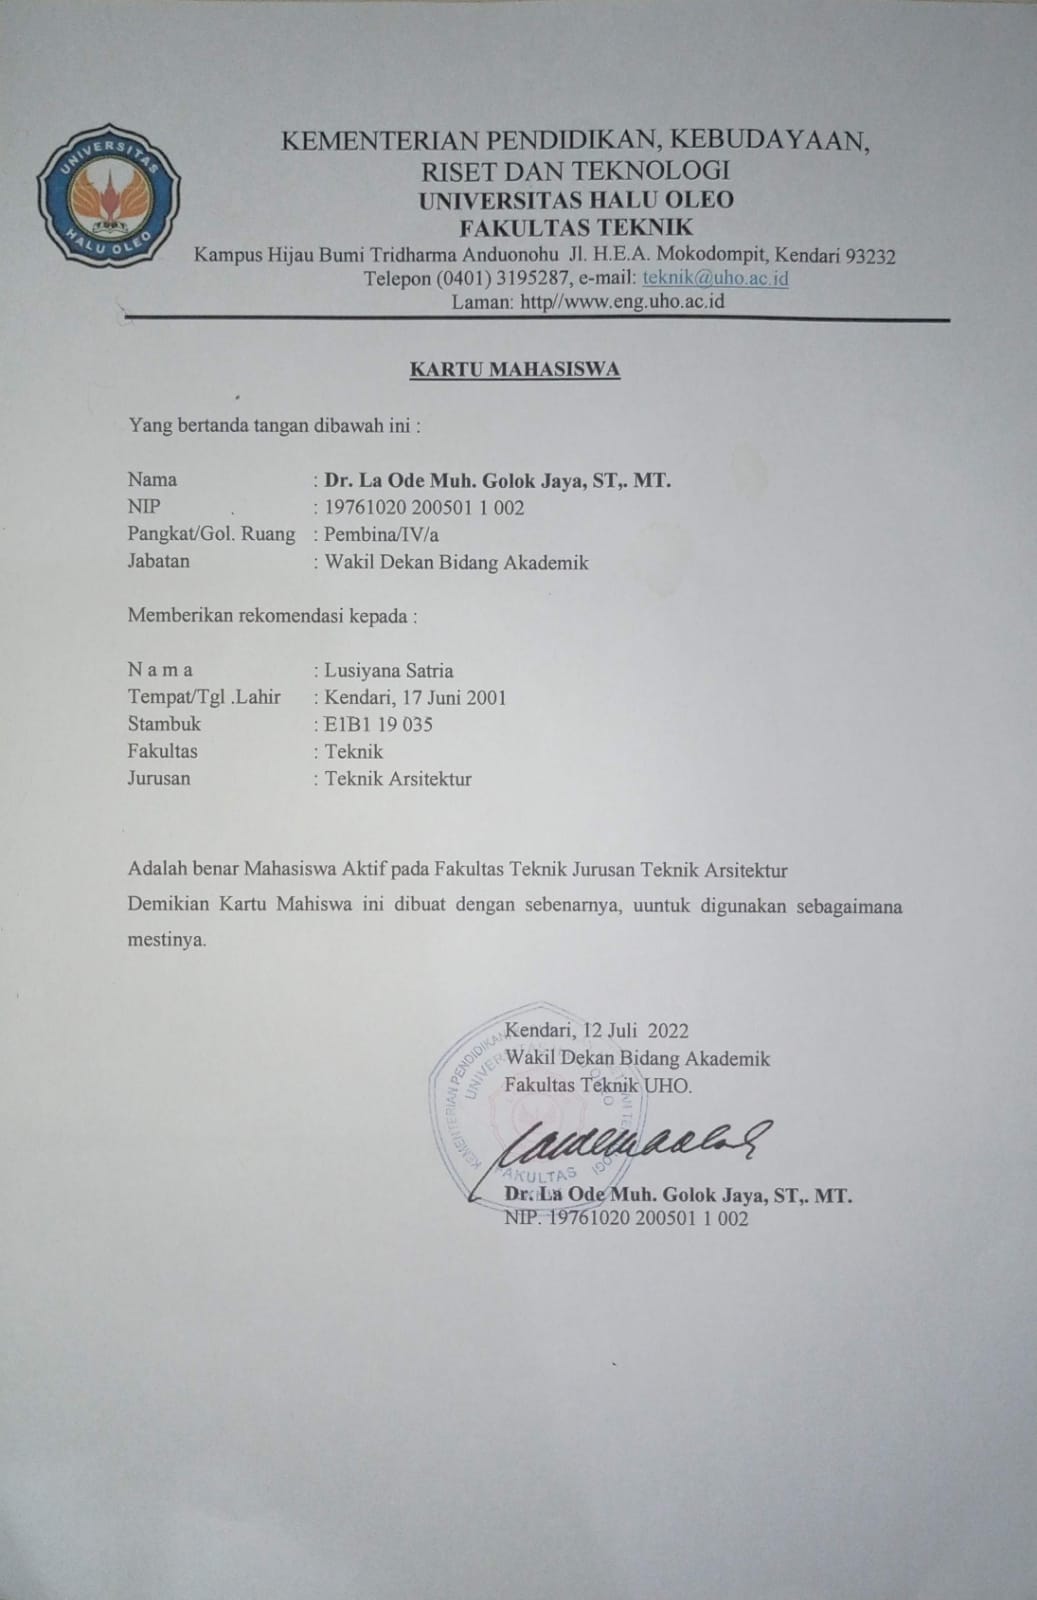 UNIVERSITAS
HALU OLEO
KEMENTERIAN PENDIDIKAN, KEBUDAYAAN,
RISET DAN TEKNOLOGI
UNIVERSITAS HALU OLEO
FAKULTAS TEKNIK
Kampus Hijau Bumi Tridharma Anduonohu Jl. H.E.A. Mokodompit, Kendari 93232
Telepon (0401) 3195287, e-mail: teknik@uho.ac.id
Laman: http//www.eng.uho.ac.id
KARTU MAHASISWA
Yang bertanda tangan dibawah ini :
Nama : Dr. La Ode Muh. Golok Jaya, ST,. MT.
NIP : 19761020 200501 1 002
Pangkat/Gol. Ruang : Pembina/IV/a
Jabatan : Wakil Dekan Bidang Akademik
Memberikan rekomendasi kepada :
N a m a : Lusiyana Satria
Tempat/Tgl .Lahir : Kendari, 17 Juni 2001
Stambuk : E1B1 19 035
Fakultas : Teknik
Jurusan : Teknik Arsitektur
Adalah benar Mahasiswa Aktif pada Fakultas Teknik Jurusan Teknik Arsitektur
Demikian Kartu Mahiswa ini dibuat dengan sebenarnya, uuntuk digunakan sebagaimana
mestinya.
Kendari, 12 Juli 2022
Wakil Dekan Bidang Akademik
Fakultas Teknik UHO.
KEMENTERIAN PENDIDIKAN
FAKULTAS
Dr. La Ode Muh. Golok Jaya, ST,. MT.
NIP. 19761020 200501 1 002